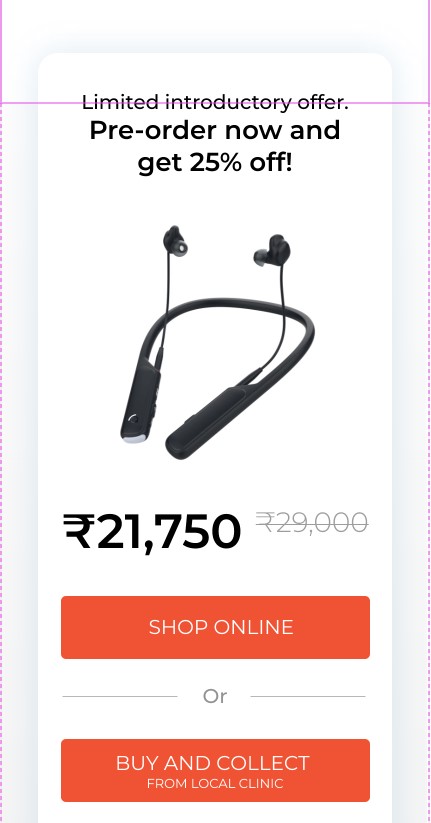 Limited introductory offer.
Pre-order now and
get 25% off!
₹21,750 ₹29,000
SHOP ONLINE
Or
BUY AND COLLECT
FROM LOCAL CLINIC